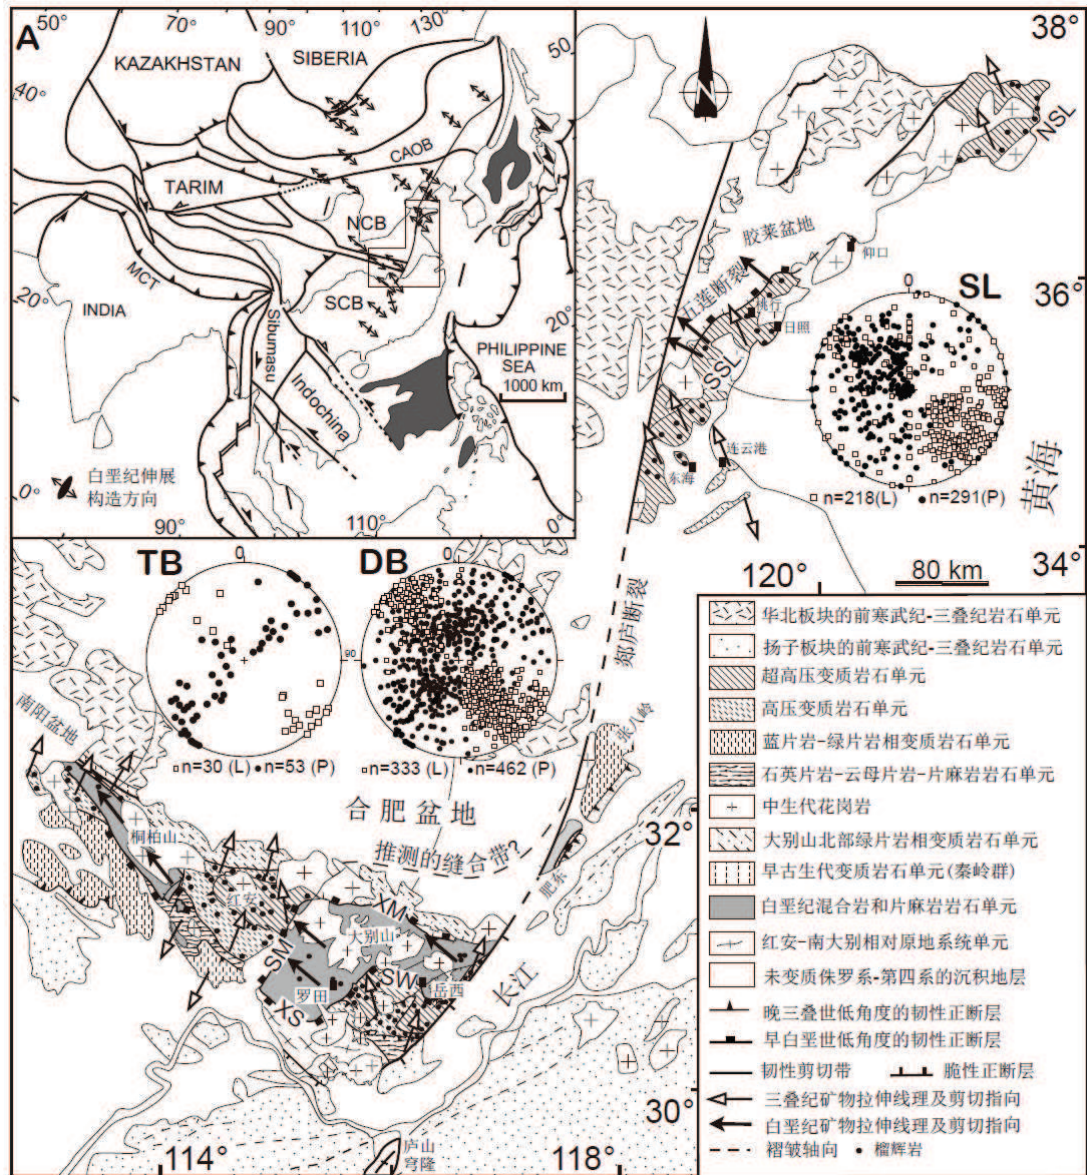 50°
70°
90°
110°
130°
A
KAZAKHSTAN
SIBERIA
50
40°
CAOB
TARIM
NCB
MCT
INDIA
20°
SCB
Sibumasu
Indochina
20°
PHILIPPINE
SEA
1000 km
白垩纪伸展
构造方向
0°
90°
110°
0°
38°
N
NSL
胶莱盆地
仰口
五莲断裂
桃行
日照
SSL
36°
0
SL
连云港
东海
n=218(L)
n=291(P)
黄海
120°
80 km
34°
郯庐断裂
TB
0
90
n=30 (L)
n=53 (P)
DB
0
n=333 (L)
n=462 (P)
南阳盆地
桐柏山
合肥盆地
推测的缝合带?
张八岭
32°
肥东
红安
XM
大别山
SM
SW
罗田
岳西
XS
长江
30°
114°
庐山
穹隆
118°
华北板块的前寒武纪-三叠纪岩石单元
扬子板块的前寒武纪-三叠纪岩石单元
超高压变质岩石单元
高压变质岩石单元
蓝片岩-绿片岩相变质岩石单元
石英片岩-云母片岩-片麻岩岩石单元
中生代花岗岩
大别山北部绿片岩相变质岩石单元
早古生代变质岩石单元(秦岭群)
白垩纪混合岩和片麻岩岩石单元
红安-南大别相对原地系统单元
未变质侏罗系-第四系的沉积地层
晚三叠世低角度的韧性正断层
早白垩世低角度的韧性正断层
韧性剪切带
脆性正断层
三叠纪矿物拉伸线理及剪切指向
白垩纪矿物拉伸线理及剪切指向
褶皱轴向
榴辉岩